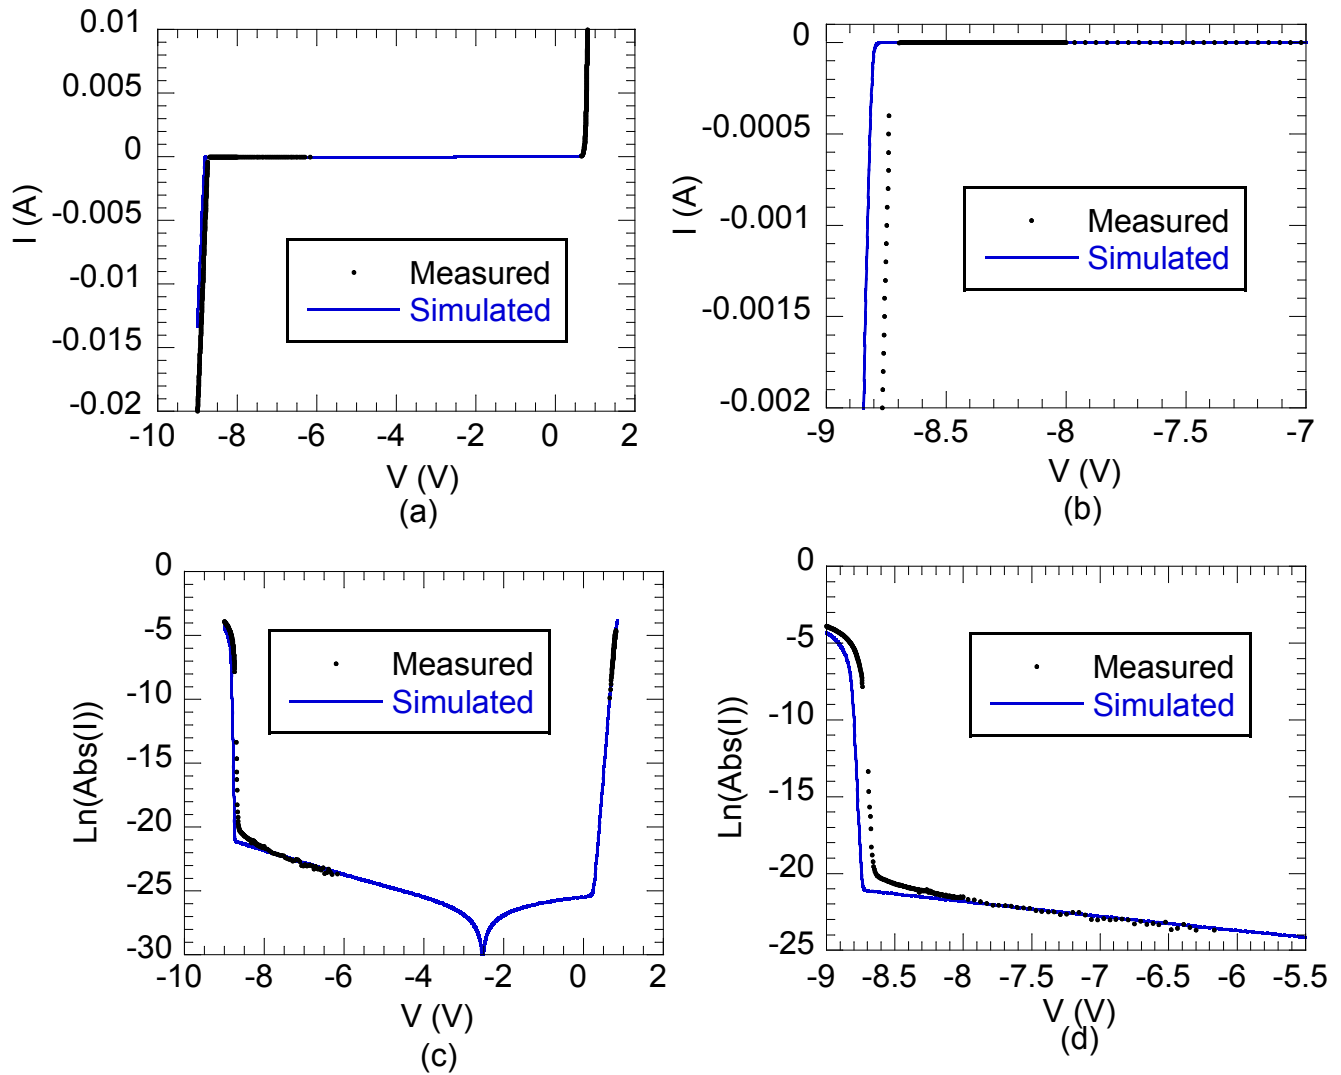 0.01
0.005
0
-0.005
-0.01
-0.015
-0.02
I (A)
Measured
Simulated
-10 -8 -6 -4 -2 0 2
V (V)
(a)
0
-0.0005
-0.001
-0.0015
-0.002
I (A)
Measured
Simulated
-9 -8.5 -8 -7.5 -7
V (V)
(b)
0
-5
-10
-15
-20
-25
-30
Ln(Abs(I))
Measured
Simulated
-10 -8 -6 -4 -2 0 2
V (V)
(c)
0
-5
-10
-15
-20
-25
Ln(Abs(I))
Measured
Simulated
-9 -8.5 -8 -7.5 -7 -6.5 -6 -5.5
V (V)
(d)